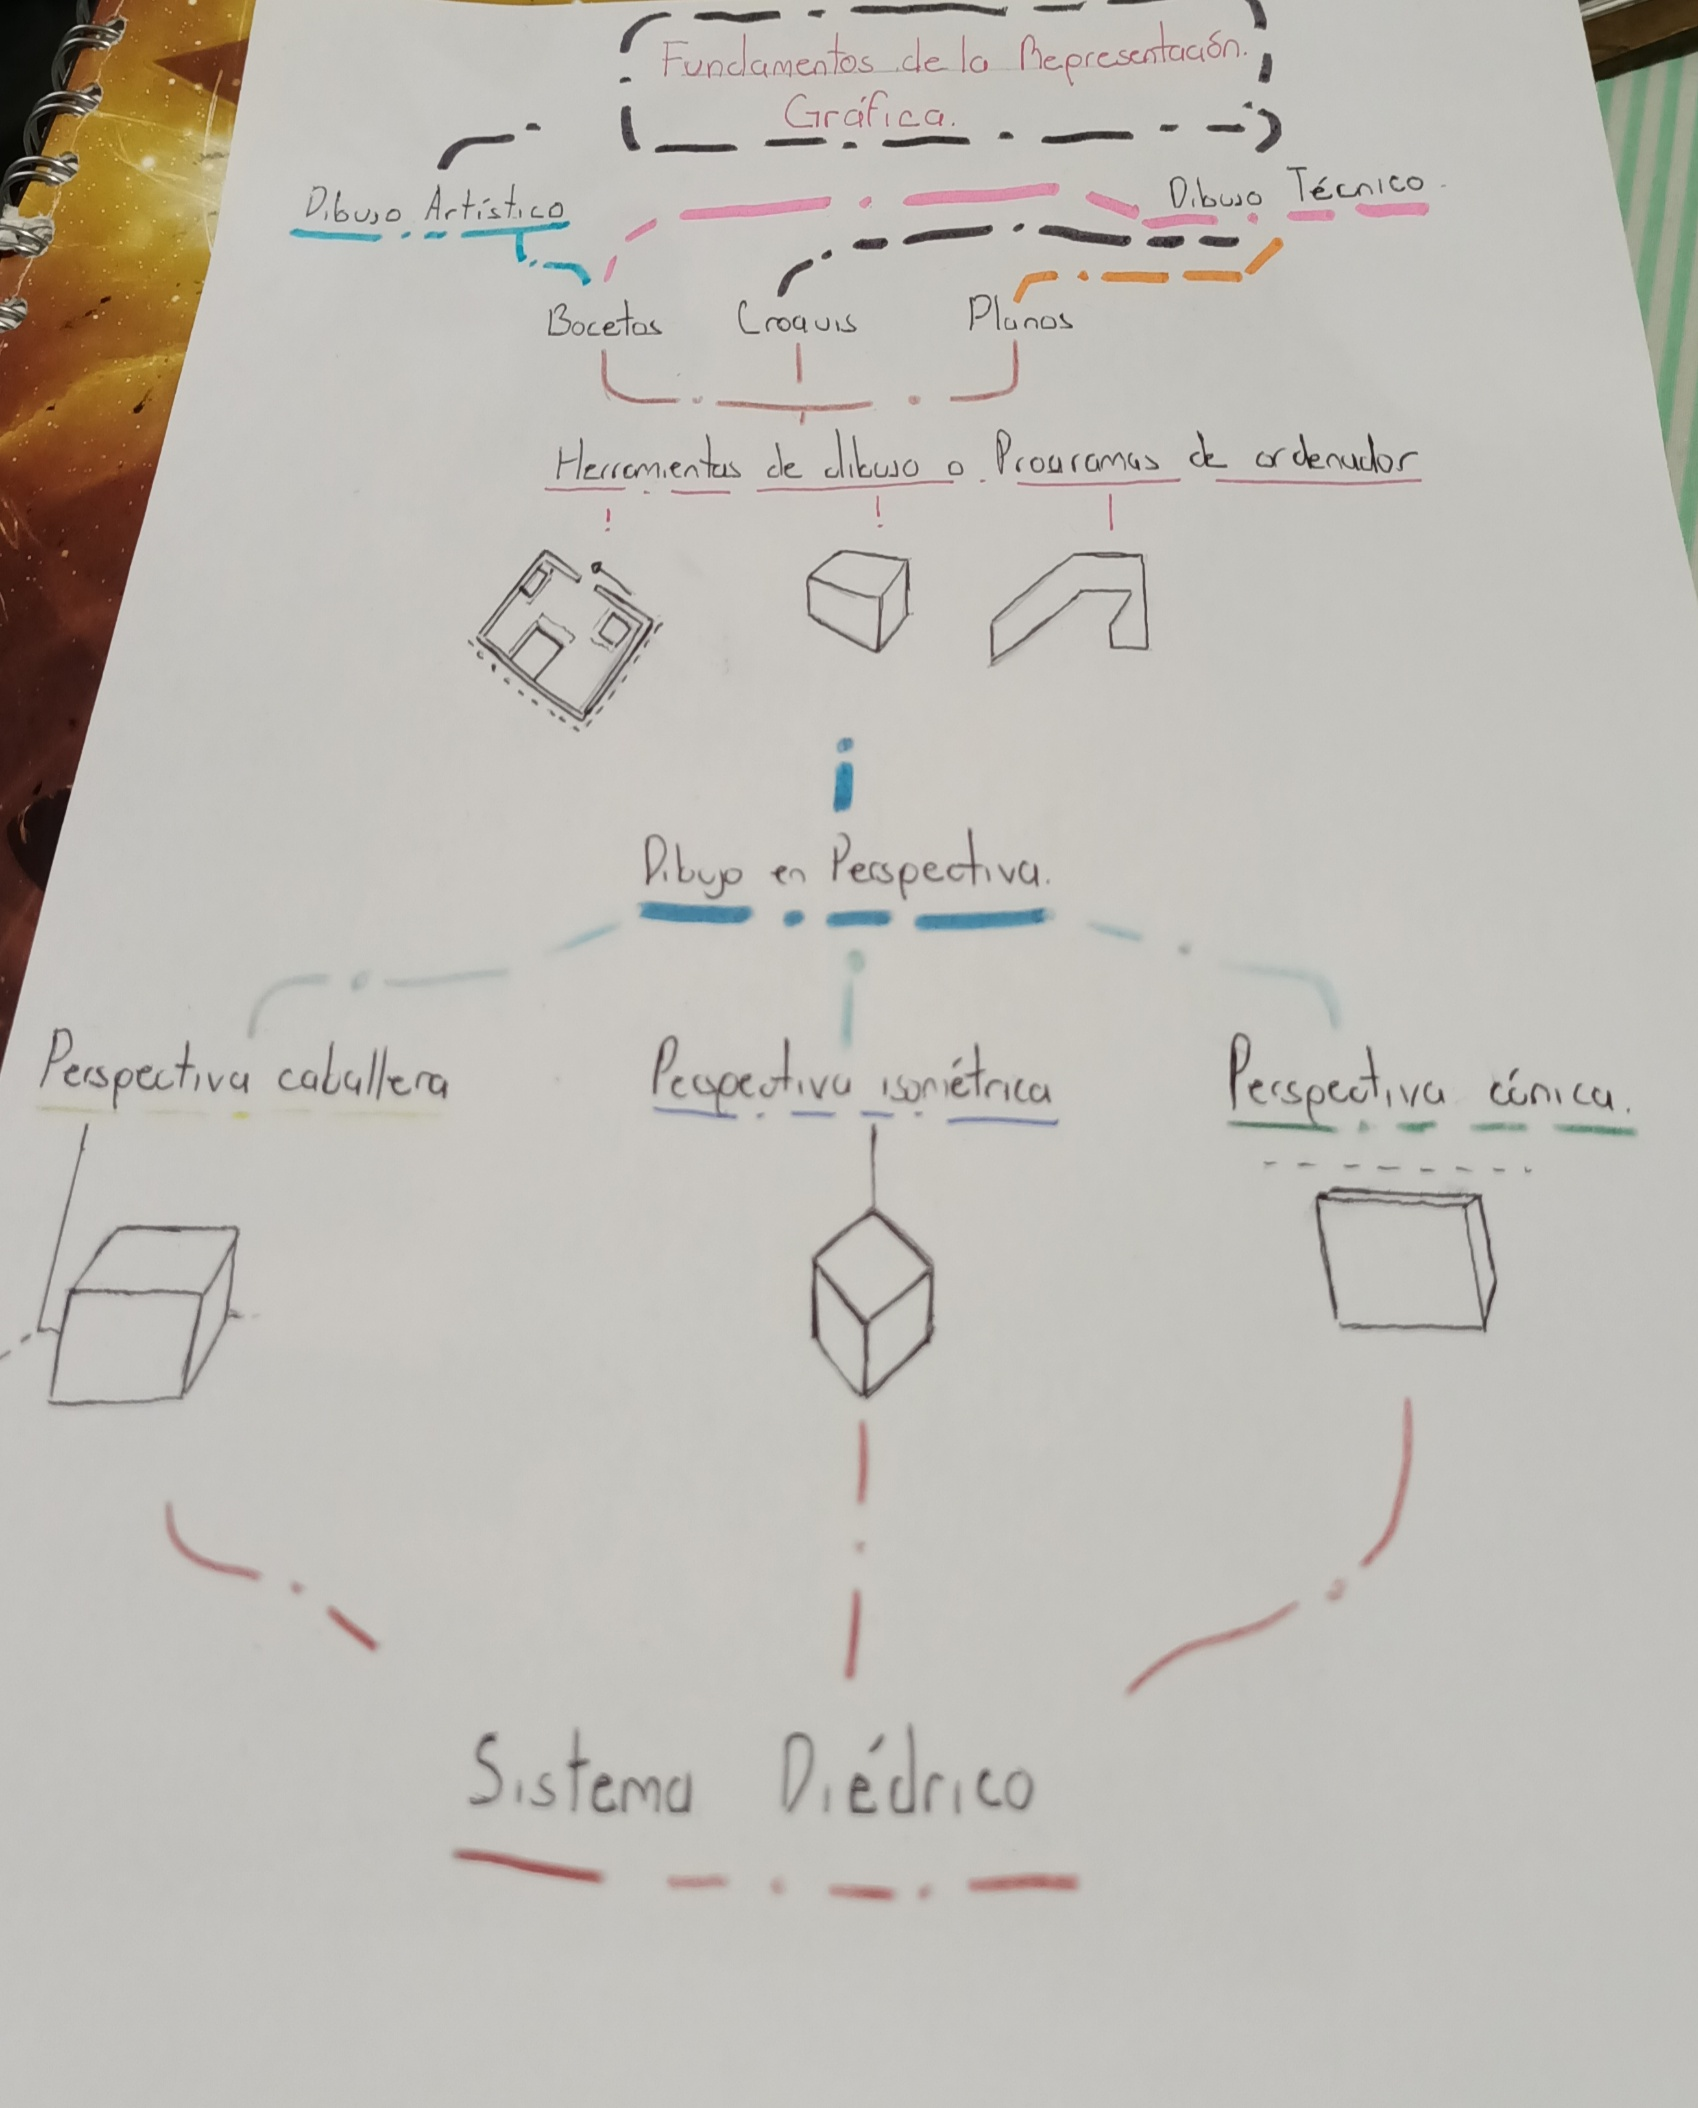 Fundamentos de la Representación.
Gráfica.
Dibujo Artístico
Dibujo Técnico.
Bocetos Croquis Planos
Herramientas de dibujo o Programas de ordenador
Dibujo en Perspectiva.
Perspectiva caballera
Perspectiva isométrica
Perspectiva cónica.
Sistema Diédrico